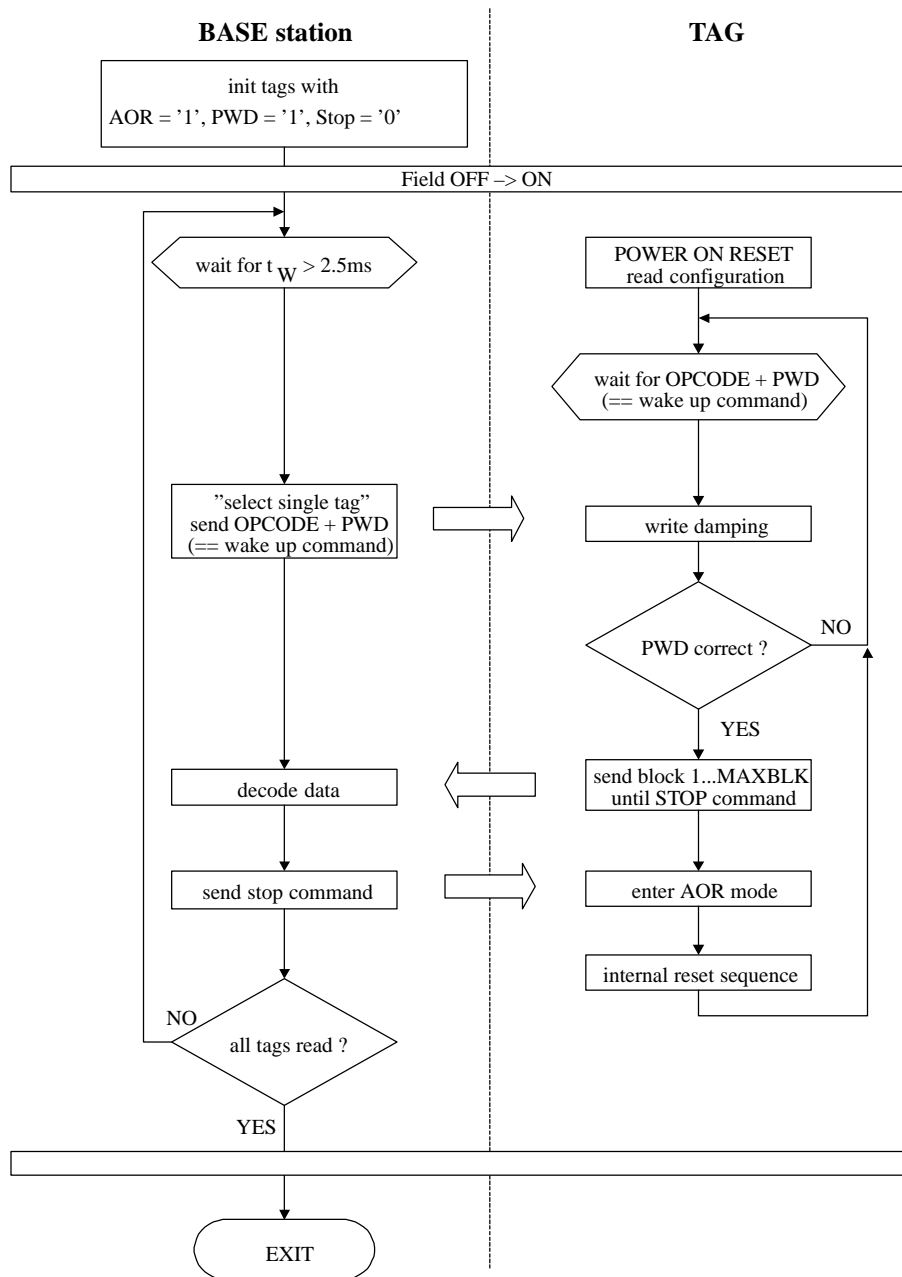 BASE station
TAG
init tags with
AOR = ’1’, PWD = ’1’, Stop = ’0’
Field OFF –> ON
wait for t W > 2.5ms
POWER ON RESET
read configuration
wait for OPCODE + PWD
(== wake up command)
”select single tag”
send OPCODE + PWD
(== wake up command)
write damping
PWD correct ?
NO
YES
send block 1...MAXBLK
until STOP command
decode data
send stop command
enter AOR mode
internal reset sequence
NO
all tags read ?
YES
EXIT